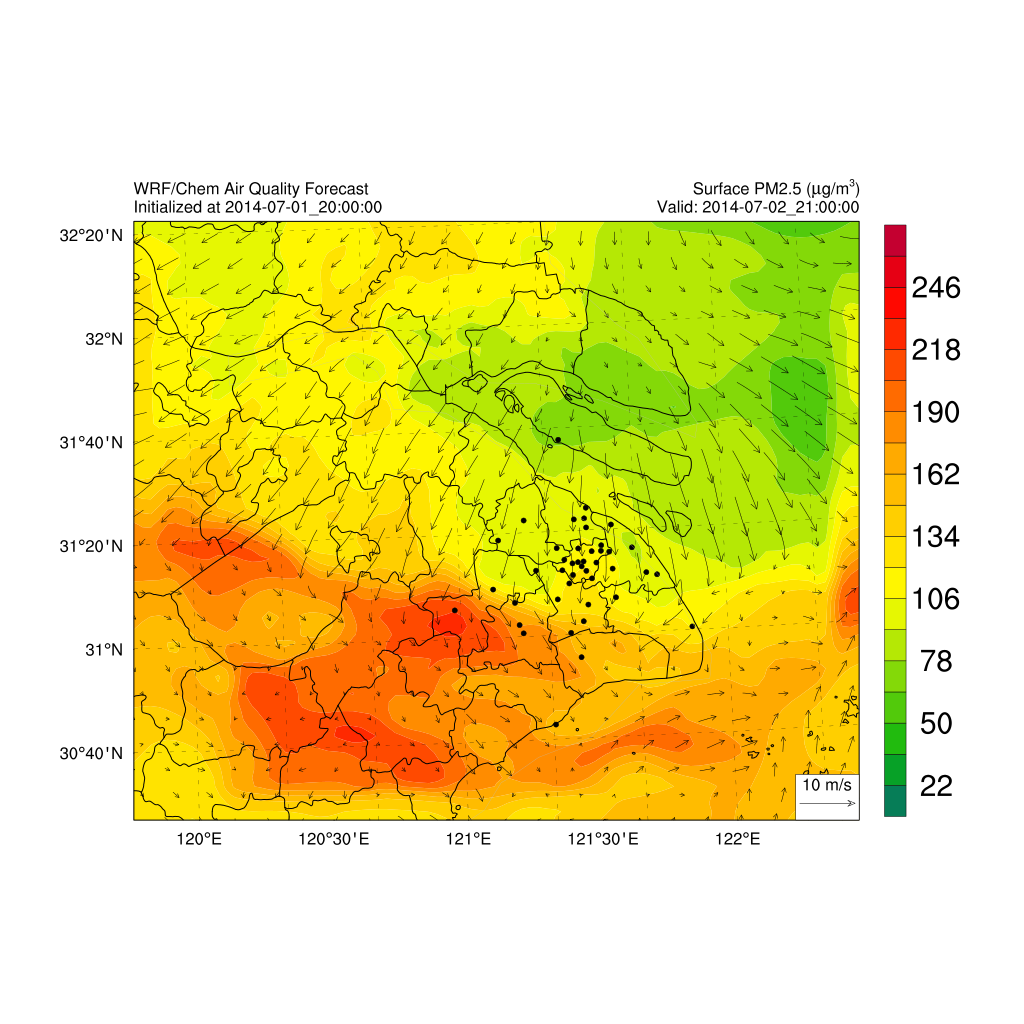 WRF/Chem Air Quality Forecast
Surface PM2.5 (μg/m³)
Initialized at 2014-07-01_20:00:00
Valid: 2014-07-02_21:00:00
32°20'N
32°N
31°40'N
31°20'N
31°N
30°40'N
120°E
120°30'E
121°E
121°30'E
122°E
10 m/s
246
218
190
162
134
106
78
50
22